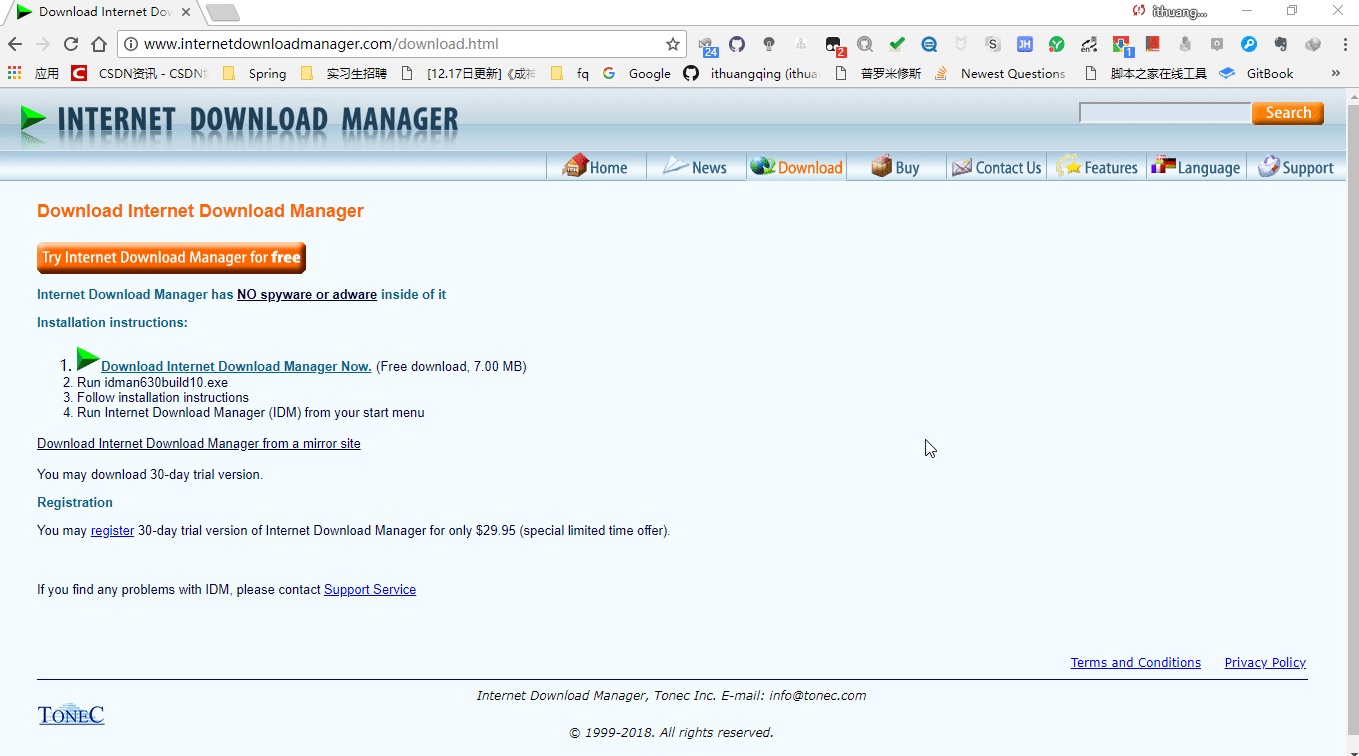 Download Internet Dov
ithuang...
www.internetdownloadmanager.com/download.html
24
2
S
JH
1
应用
CSDN资讯 - CSDN
Spring
实习生招聘
[12.17日更新]《成神
fq
Google
ithuangqing (ithua
普罗米修斯
Newest Questions
脚本之家在线工具
GitBook
»
INTERNET DOWNLOAD MANAGER
Search
Home
News
Download
Buy
Contact Us
Features
Language
Support
Download Internet Download Manager
Try Internet Download Manager for free
Internet Download Manager has NO spyware or adware inside of it
Installation instructions:
1. Download Internet Download Manager Now. (Free download, 7.00 MB)
2. Run idman630build10.exe
3. Follow installation instructions
4. Run Internet Download Manager (IDM) from your start menu
Download Internet Download Manager from a mirror site
You may download 30-day trial version.
Registration
You may register 30-day trial version of Internet Download Manager for only $29.95 (special limited time offer).
If you find any problems with IDM, please contact Support Service
Terms and Conditions
Privacy Policy
Internet Download Manager, Tonec Inc. E-mail: info@tonec.com
TONEC
© 1999-2018. All rights reserved.